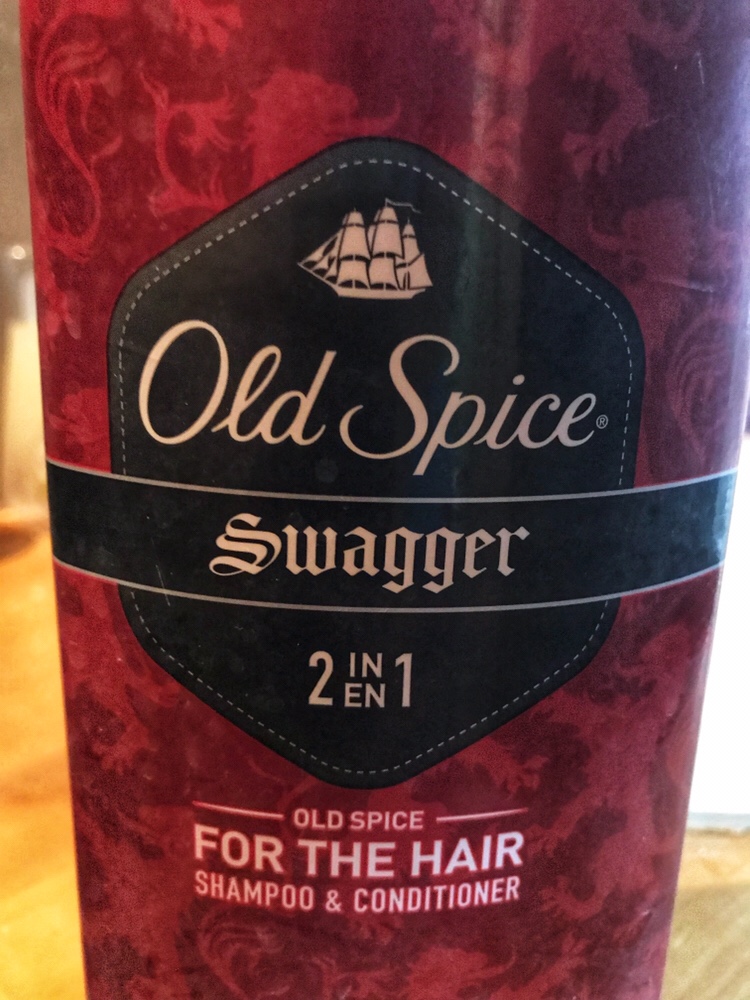 Old Spice®
Swagger
2 IN EN 1
OLD SPICE
FOR THE HAIR
SHAMPOO & CONDITIONER